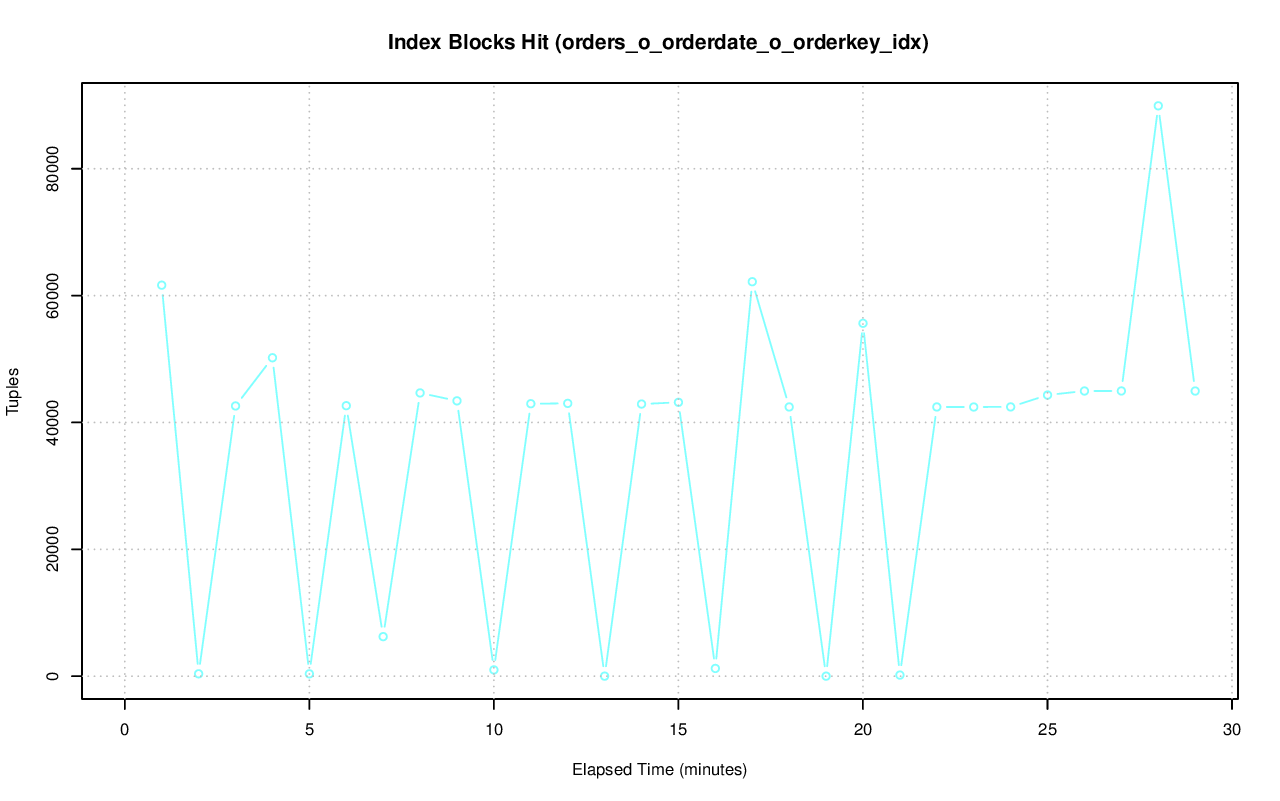 Index Blocks Hit (orders_o_orderdate_o_orderkey_idx)
Tuples
80000
60000
40000
20000
0
0 5 10 15 20 25 30
Elapsed Time (minutes)